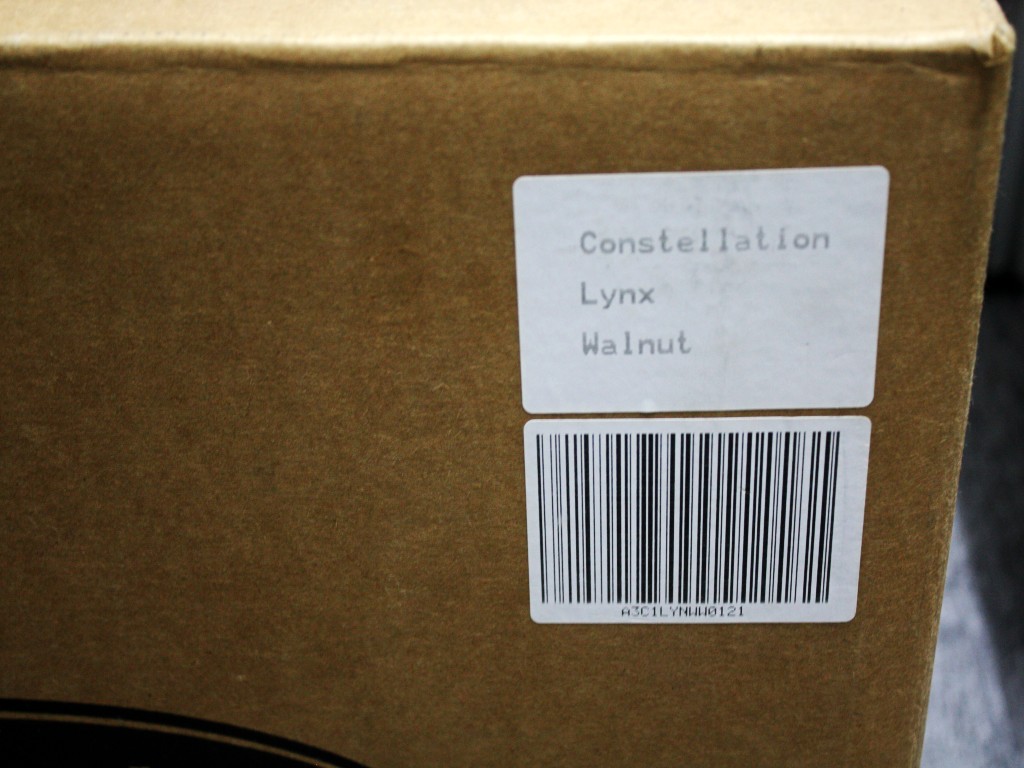 Constellation
Lynx
Walnut
A3C1LYNWW0121